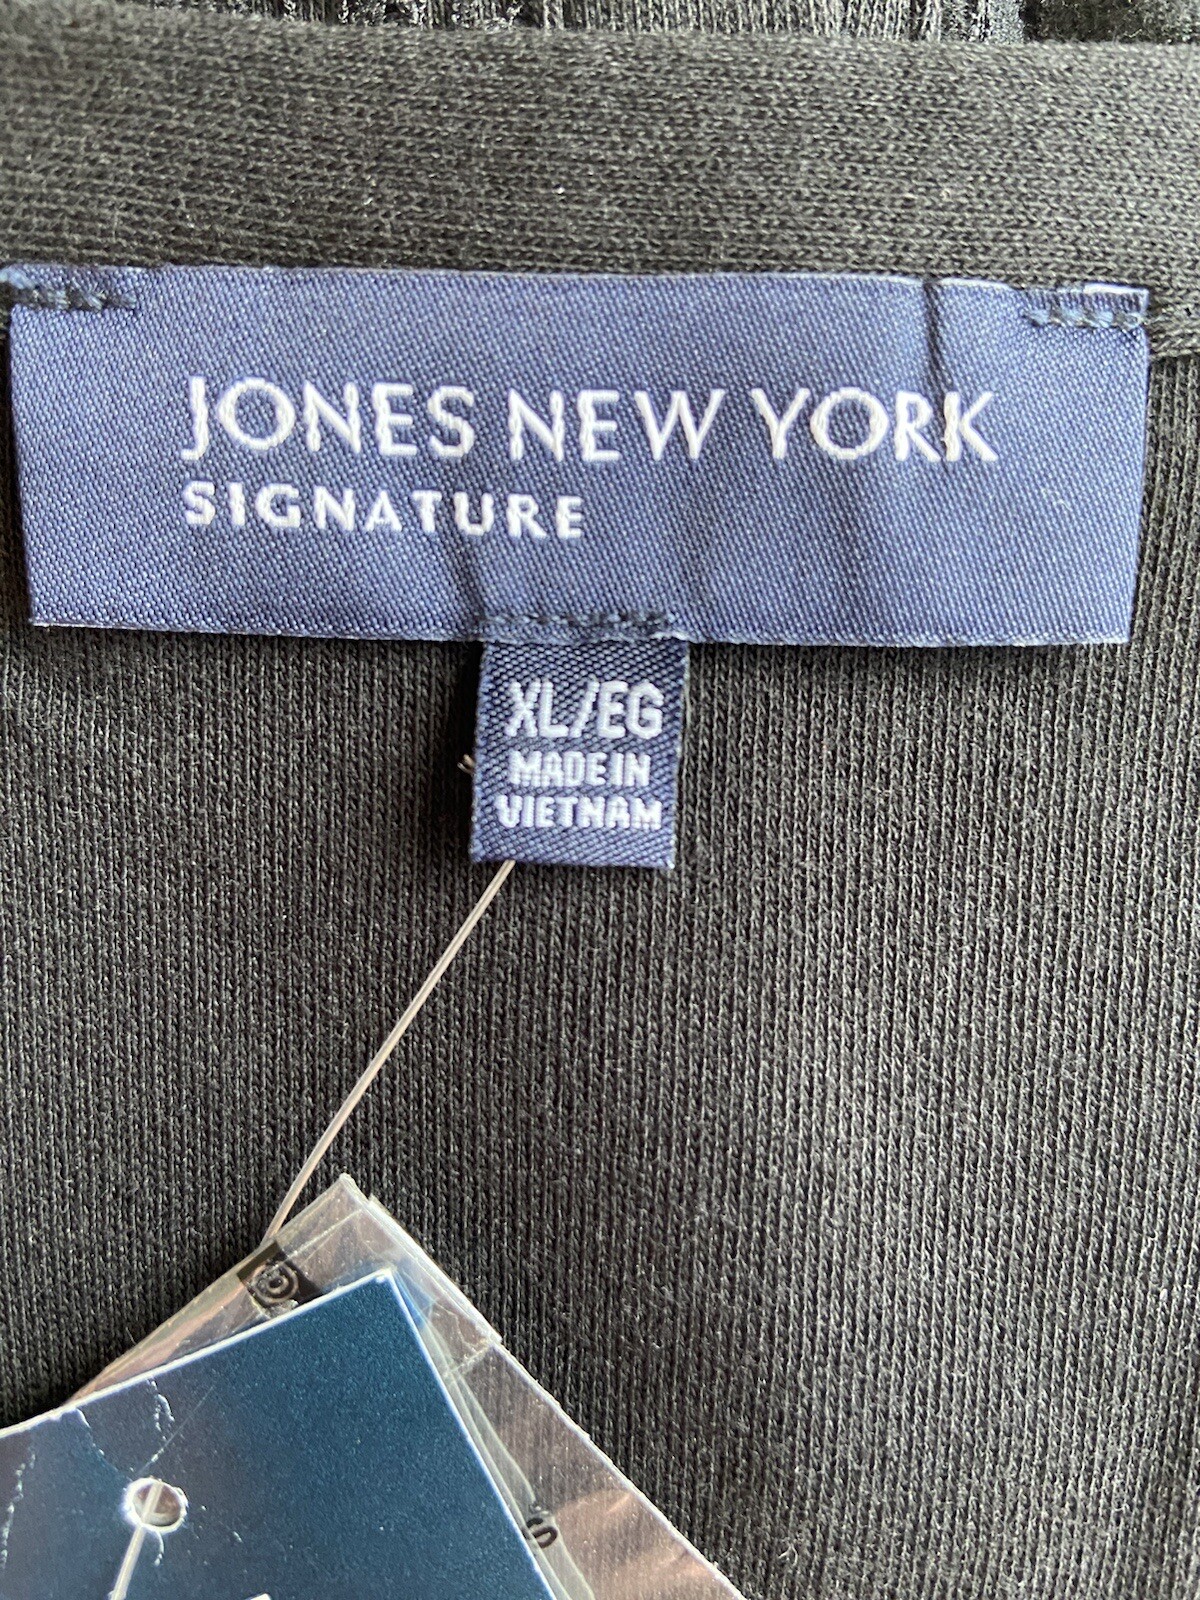 JONES NEW YORK
SIGNATURE
XL/EG
MADE IN
VIETNAM